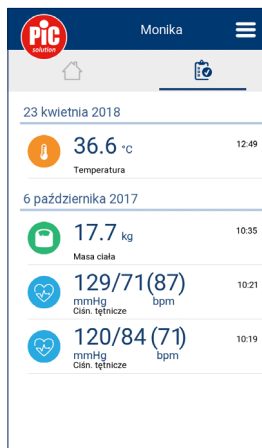 PiC
solution
Monika
23 kwietnia 2018
36.6 °C
12:49
Temperatura
6 października 2017
17.7 kg
10:35
Masa ciała
129/71(87)
10:21
mmHg bpm
Ciśn. tętnicze
120/84 (71)
10:19
mmHg bpm
Ciśn. tętnicze